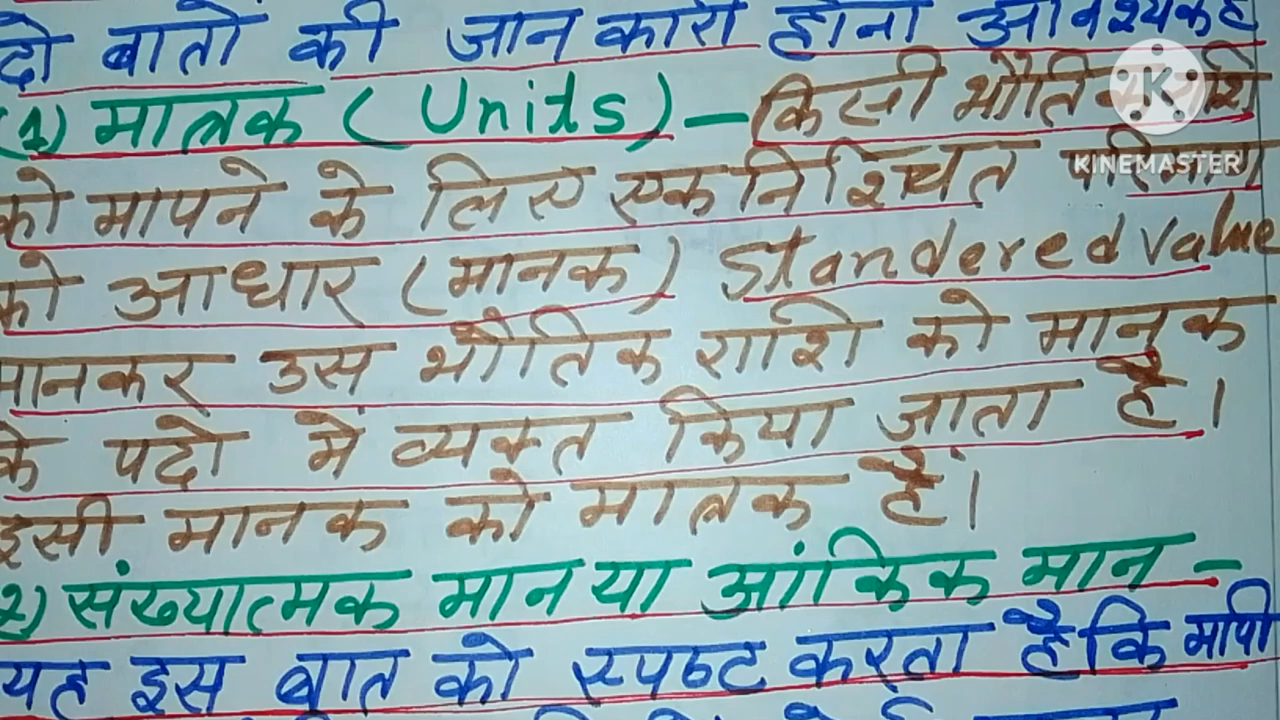 दो बातों की जानकारी होना आवश्यक है
(1) मात्रक (Units) – किसी भौतिक राशि
को मापने के लिए एक निश्चित परिमाण
को आधार (मानक) Standered value
मानकर उस भौतिक राशि को मानक
के पदो में व्यक्त किया जाता है।
इसी मानक को मात्रक हैं।
2) संख्यात्मक मान या आंकिक मान –
यह इस बात को स्पष्ट करता है कि मापी
K
KINEMASTER